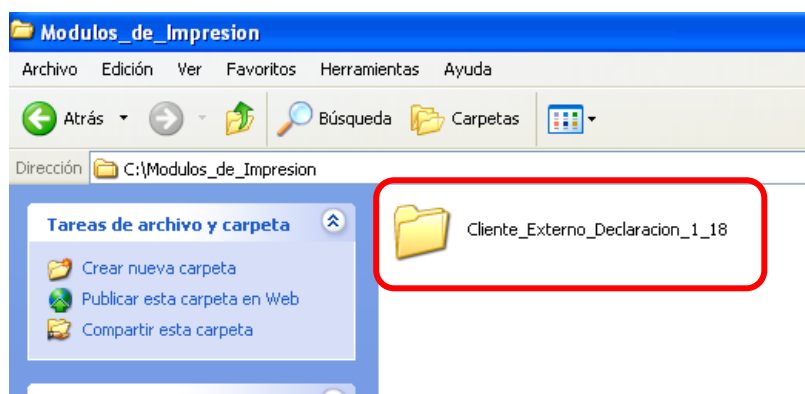 Modulos_de_Impresion
Archivo Edición Ver Favoritos Herramientas Ayuda
Atrás Búsqueda Carpetas
Dirección C:\Modulos_de_Impresion
Tareas de archivo y carpeta
Crear nueva carpeta
Publicar esta carpeta en Web
Compartir esta carpeta
Cliente_Externo_Declaracion_1_18